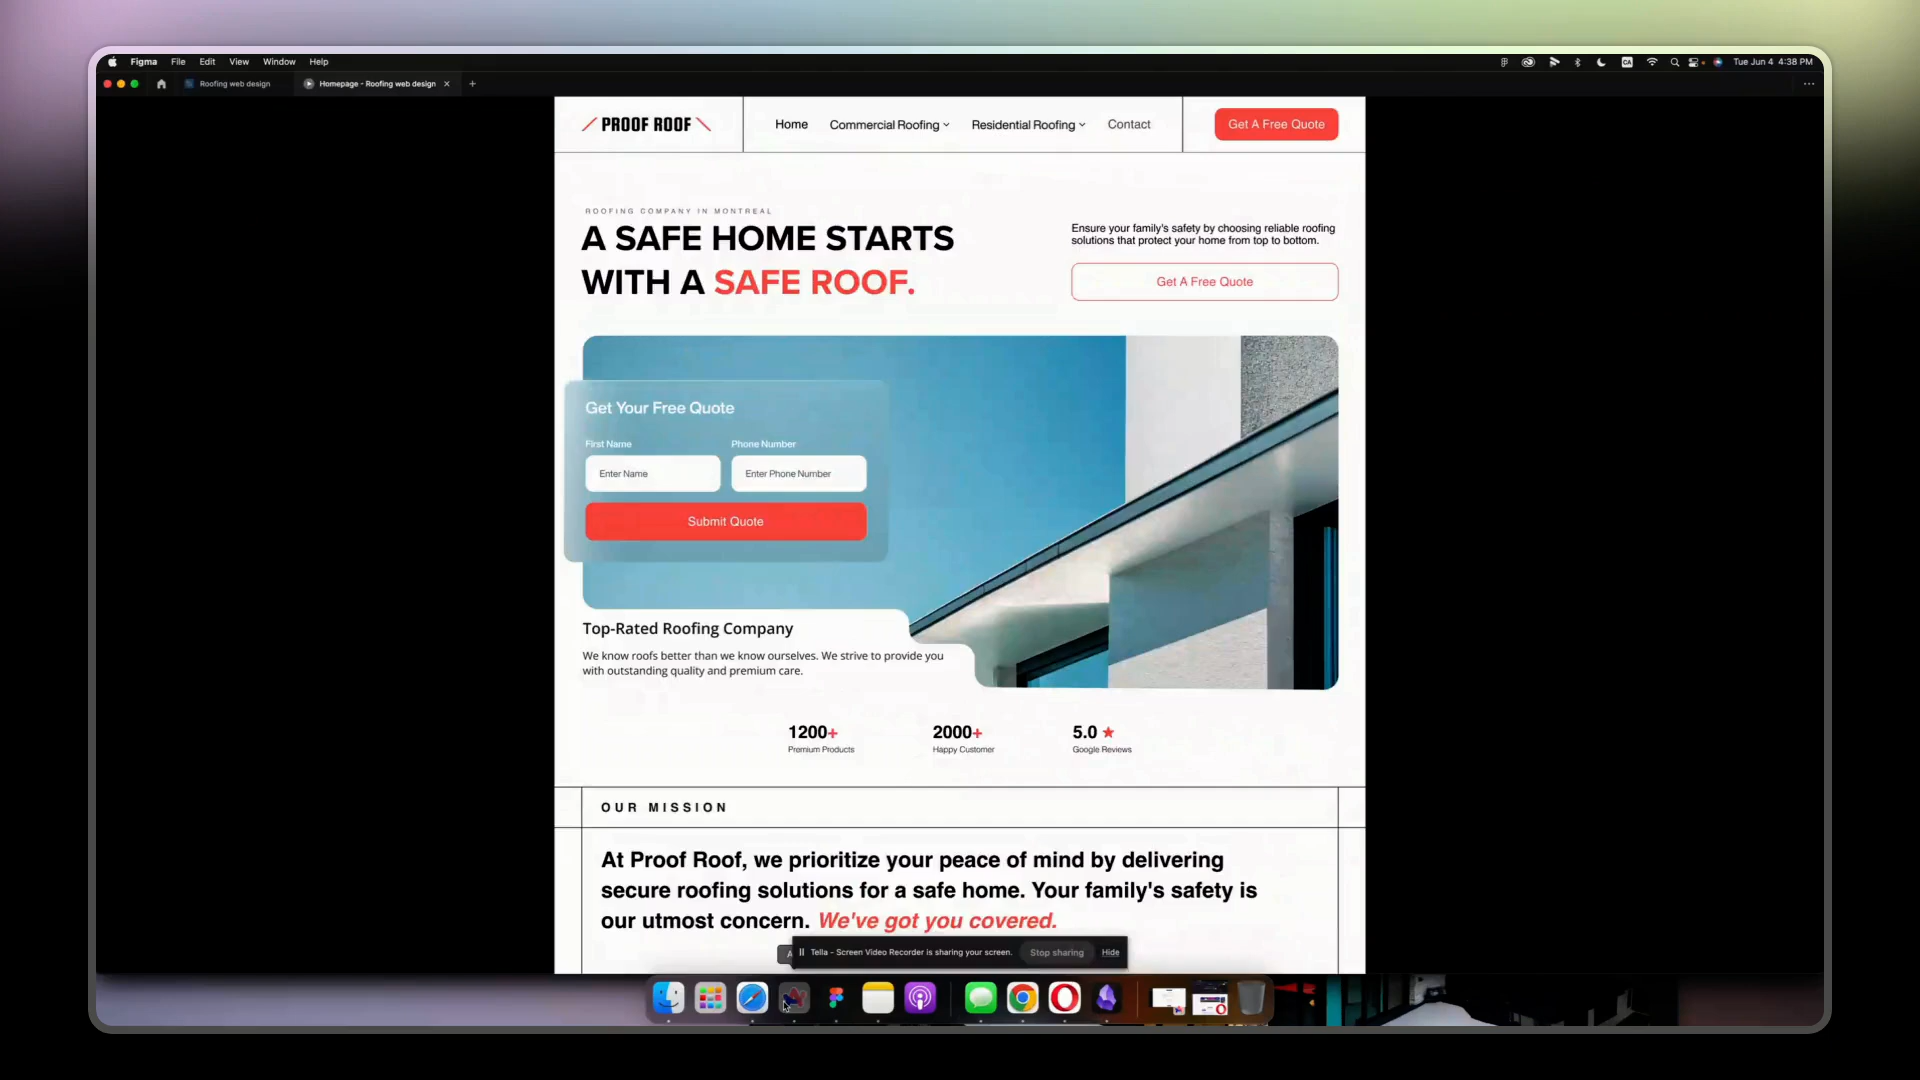 Figma File Edit View Window Help
CA
Tue Jun 4 4:38 PM
Roofing web design
Homepage - Roofing web design
PROOF ROOF
Home
Commercial Roofing
Residential Roofing
Contact
Get A Free Quote
ROOFING COMPANY IN MONTREAL
A SAFE HOME STARTS
WITH A SAFE ROOF.
Ensure your family's safety by choosing reliable roofing
solutions that protect your home from top to bottom.
Get A Free Quote
Get Your Free Quote
First Name
Phone Number
Enter Name
Enter Phone Number
Submit Quote
Top-Rated Roofing Company
We know roofs better than we know ourselves. We strive to provide you
with outstanding quality and premium care.
1200+
Premium Products
2000+
Happy Customer
5.0 ★
Google Reviews
OUR MISSION
At Proof Roof, we prioritize your peace of mind by delivering
secure roofing solutions for a safe home. Your family's safety is
our utmost concern. We've got you covered.
Tella - Screen Video Recorder is sharing your screen.
Stop sharing
Hide